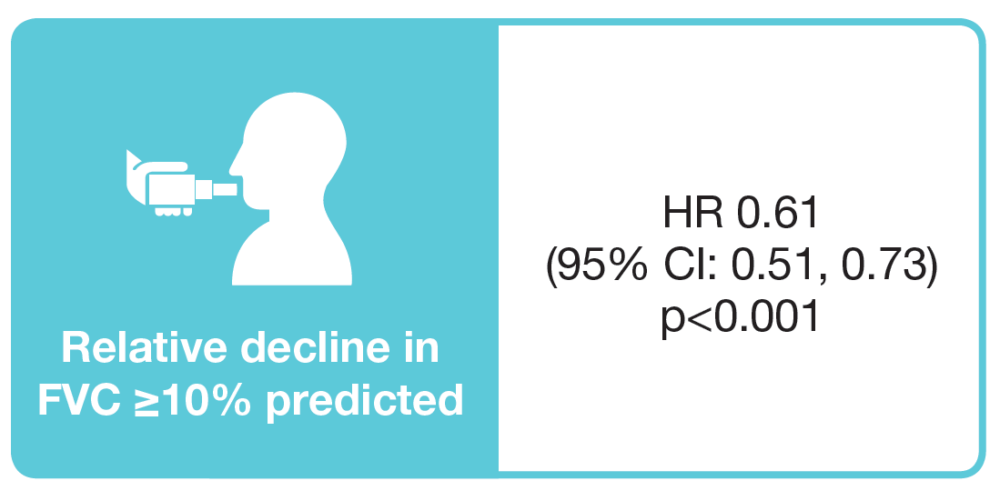 Relative decline in
FVC ≥10% predicted
HR 0.61
(95% CI: 0.51, 0.73)
p<0.001